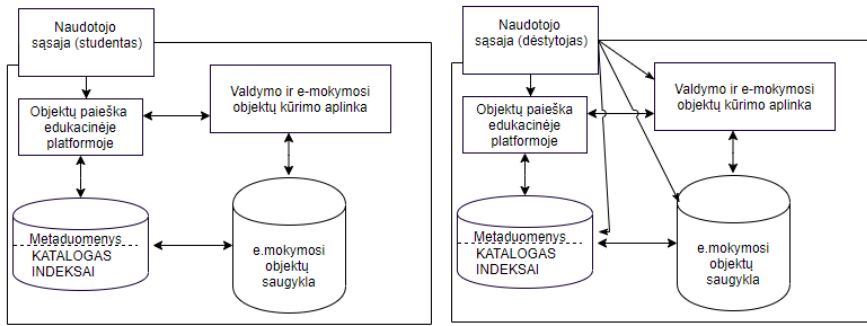 Naudotojo
sąsaja (studentas)
Valdymo ir e-mokymosi
objektų kūrimo aplinka
Objektų paieška
edukacinėje
platformoje
Metaduomenys
KATALOGAS
INDEKSAI
e.mokymosi
objektų
saugykla
Naudotojo
sąsaja (dėstytojas)
Valdymo ir e-mokymosi
objektų kūrimo aplinka
Objektų paieška
edukacinėje
platformoje
Metaduomenys
KATALOGAS
INDEKSAI
e.mokymosi
objektų
saugykla